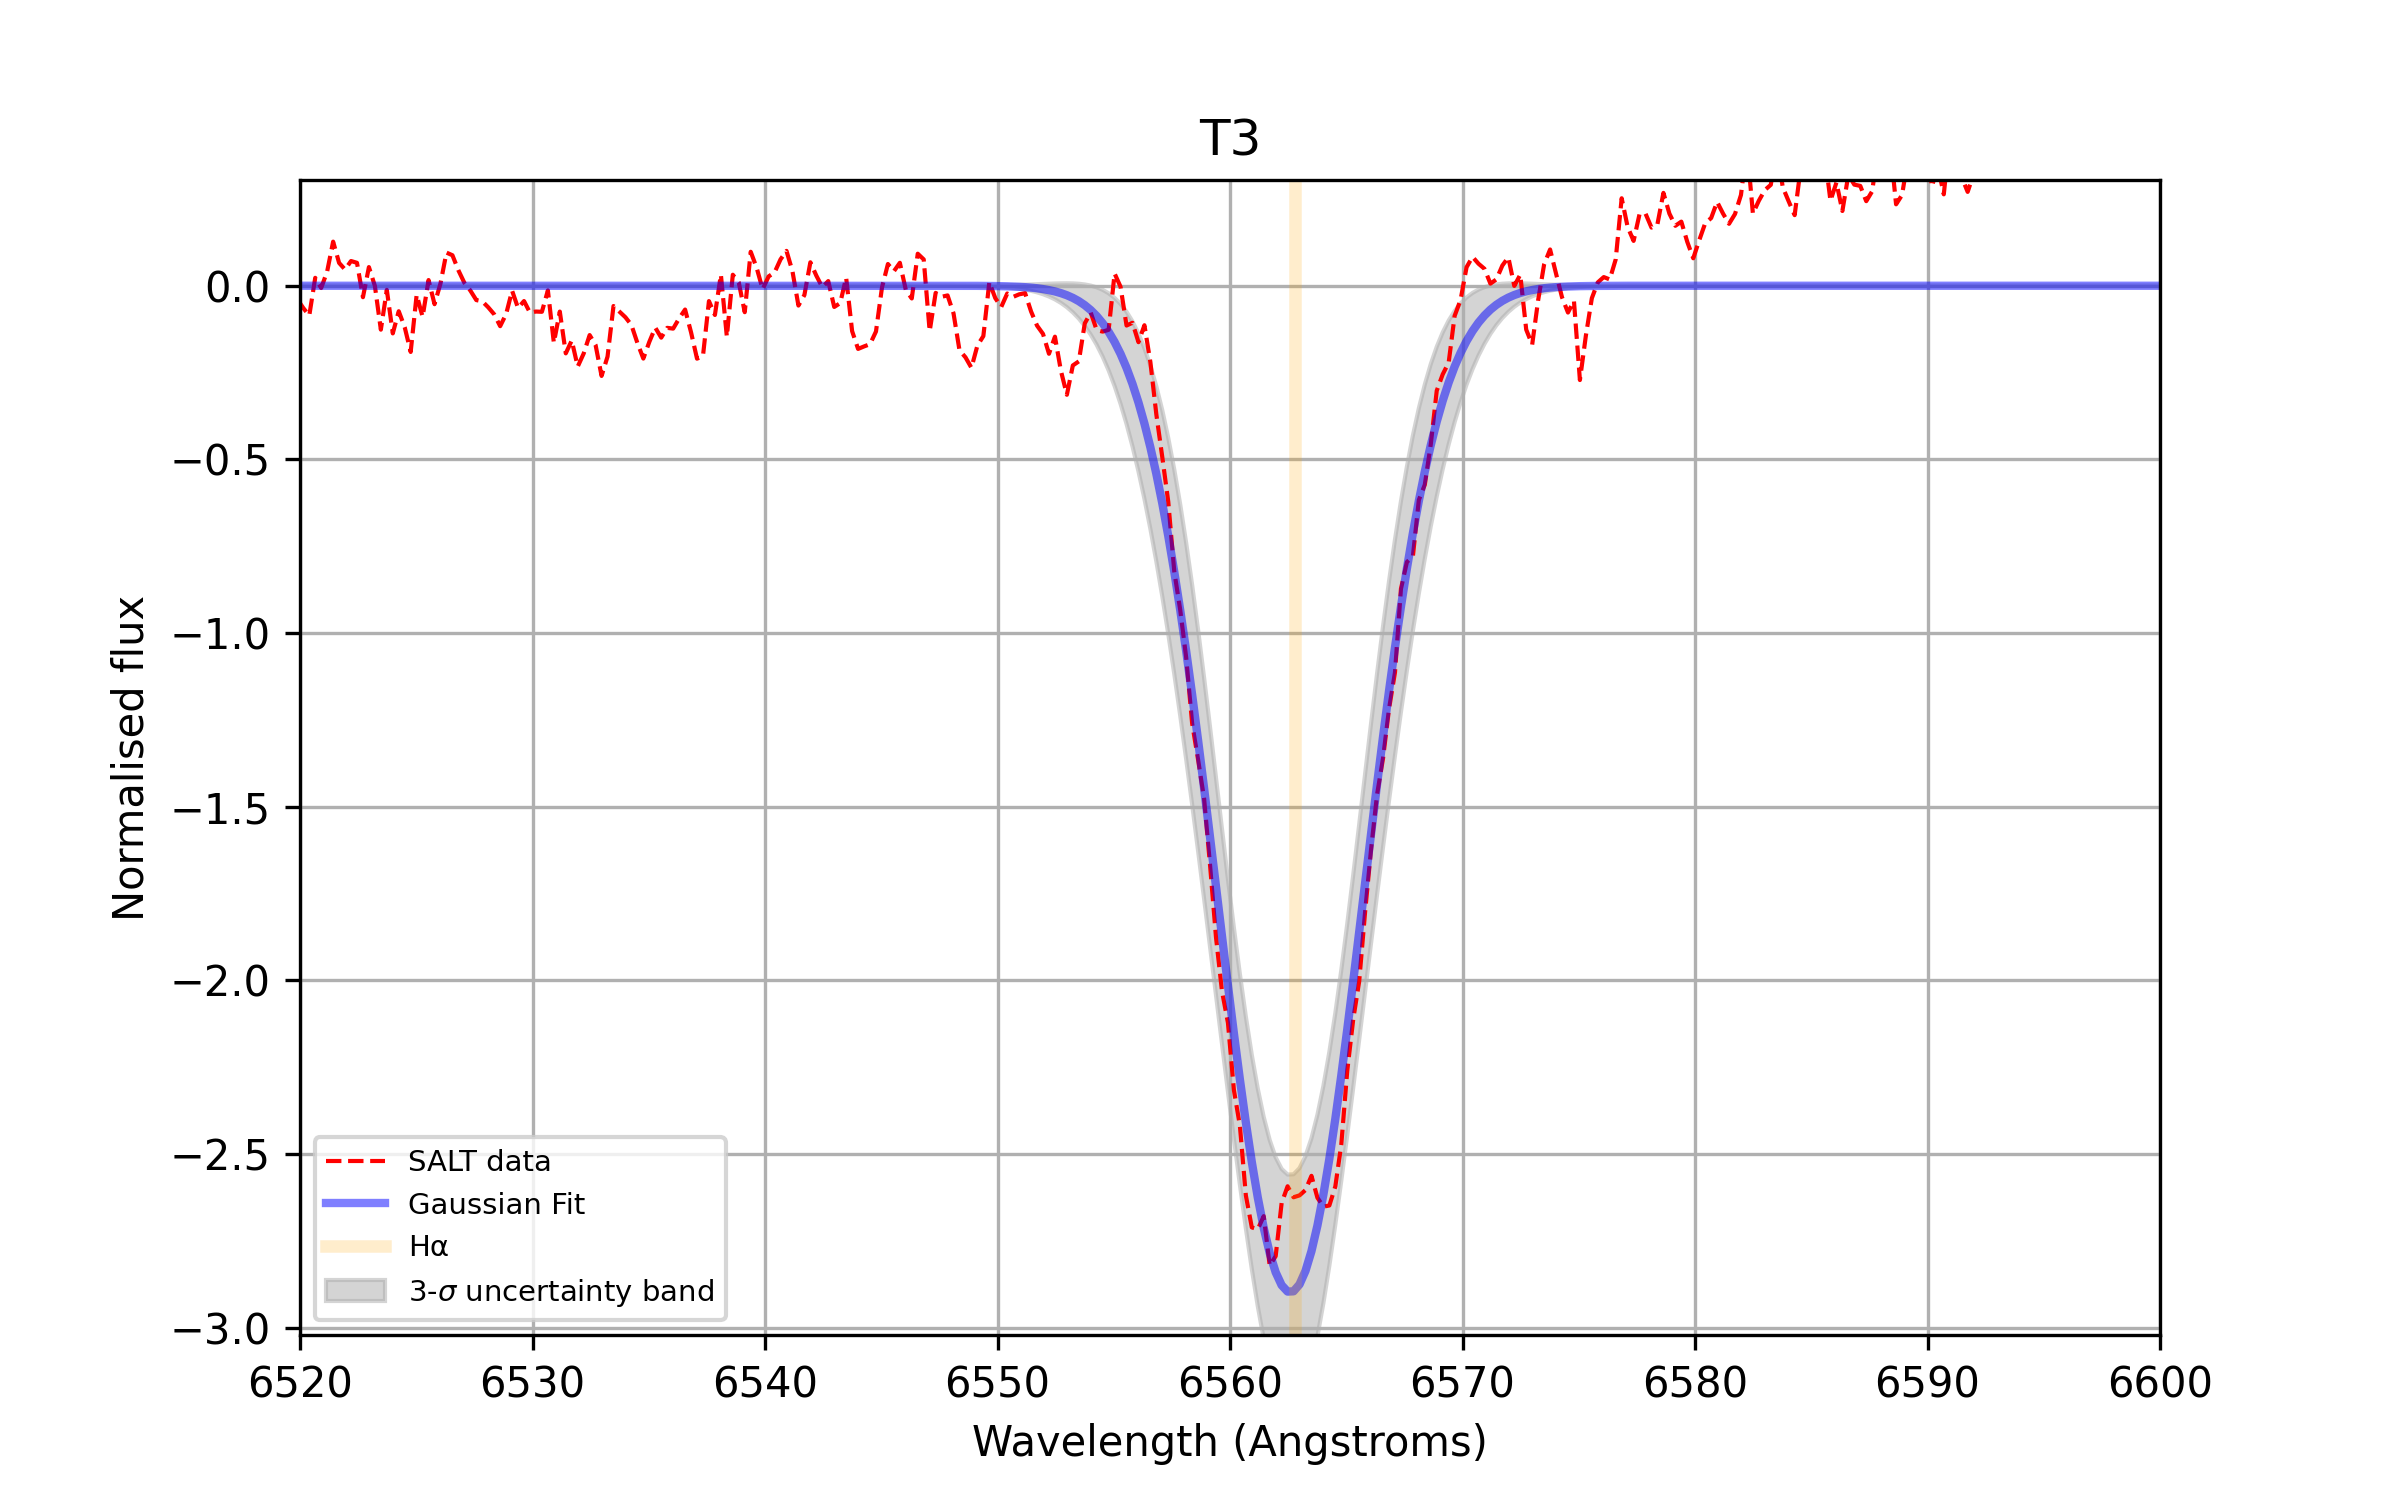 T3
Normalised flux
0.0
−0.5
−1.0
−1.5
−2.0
−2.5
−3.0
SALT data
Gaussian Fit
Hα
3-σ uncertainty band
6520 6530 6540 6550 6560 6570 6580 6590 6600
Wavelength (Angstroms)